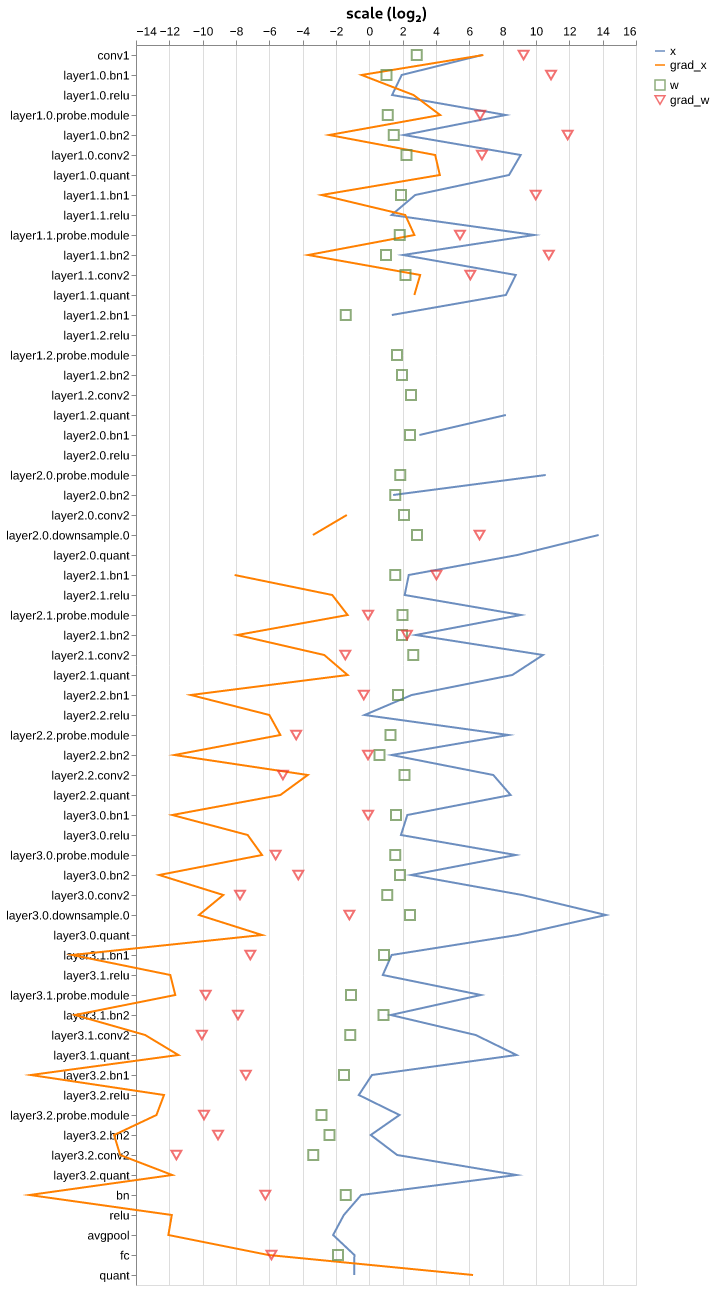 scale (log₂)
−14 −12 −10 −8 −6 −4 −2 0 2 4 6 8 10 12 14 16
x
grad_x
w
grad_w
conv1
layer1.0.bn1
layer1.0.relu
layer1.0.probe.module
layer1.0.bn2
layer1.0.conv2
layer1.0.quant
layer1.1.bn1
layer1.1.relu
layer1.1.probe.module
layer1.1.bn2
layer1.1.conv2
layer1.1.quant
layer1.2.bn1
layer1.2.relu
layer1.2.probe.module
layer1.2.bn2
layer1.2.conv2
layer1.2.quant
layer2.0.bn1
layer2.0.relu
layer2.0.probe.module
layer2.0.bn2
layer2.0.conv2
layer2.0.downsample.0
layer2.0.quant
layer2.1.bn1
layer2.1.relu
layer2.1.probe.module
layer2.1.bn2
layer2.1.conv2
layer2.1.quant
layer2.2.bn1
layer2.2.relu
layer2.2.probe.module
layer2.2.bn2
layer2.2.conv2
layer2.2.quant
layer3.0.bn1
layer3.0.relu
layer3.0.probe.module
layer3.0.bn2
layer3.0.conv2
layer3.0.downsample.0
layer3.0.quant
layer3.1.bn1
layer3.1.relu
layer3.1.probe.module
layer3.1.bn2
layer3.1.conv2
layer3.1.quant
layer3.2.bn1
layer3.2.relu
layer3.2.probe.module
layer3.2.bn2
layer3.2.conv2
layer3.2.quant
bn
relu
avgpool
fc
quant